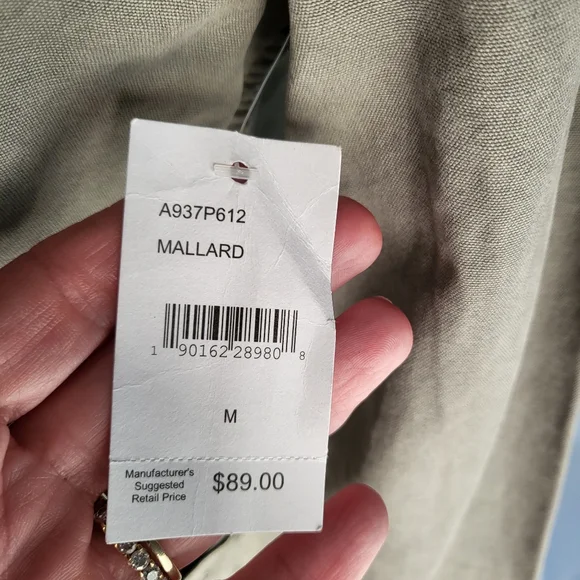 A937P612
MALLARD
1 90162 28980 8
M
Manufacturer's
Suggested
Retail Price
$89.00